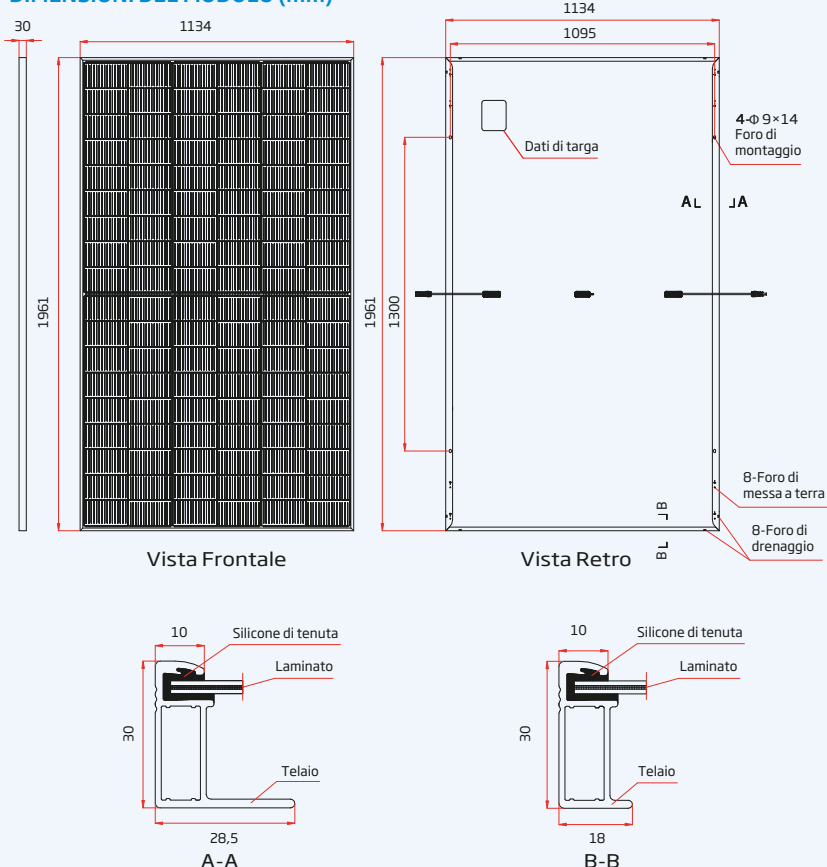 DIMENSIONI DEL MODULO (mm)
30
1134
1961
Vista Frontale
1134
1095
4-Φ 9×14
Foro di
montaggio
Dati di targa
A
A
1961
1300
8-Foro di
messa a terra
B
8-Foro di
drenaggio
B
Vista Retro
10
Silicone di tenuta
Laminato
30
Telaio
28,5
A-A
10
Silicone di tenuta
Laminato
30
Telaio
18
B-B